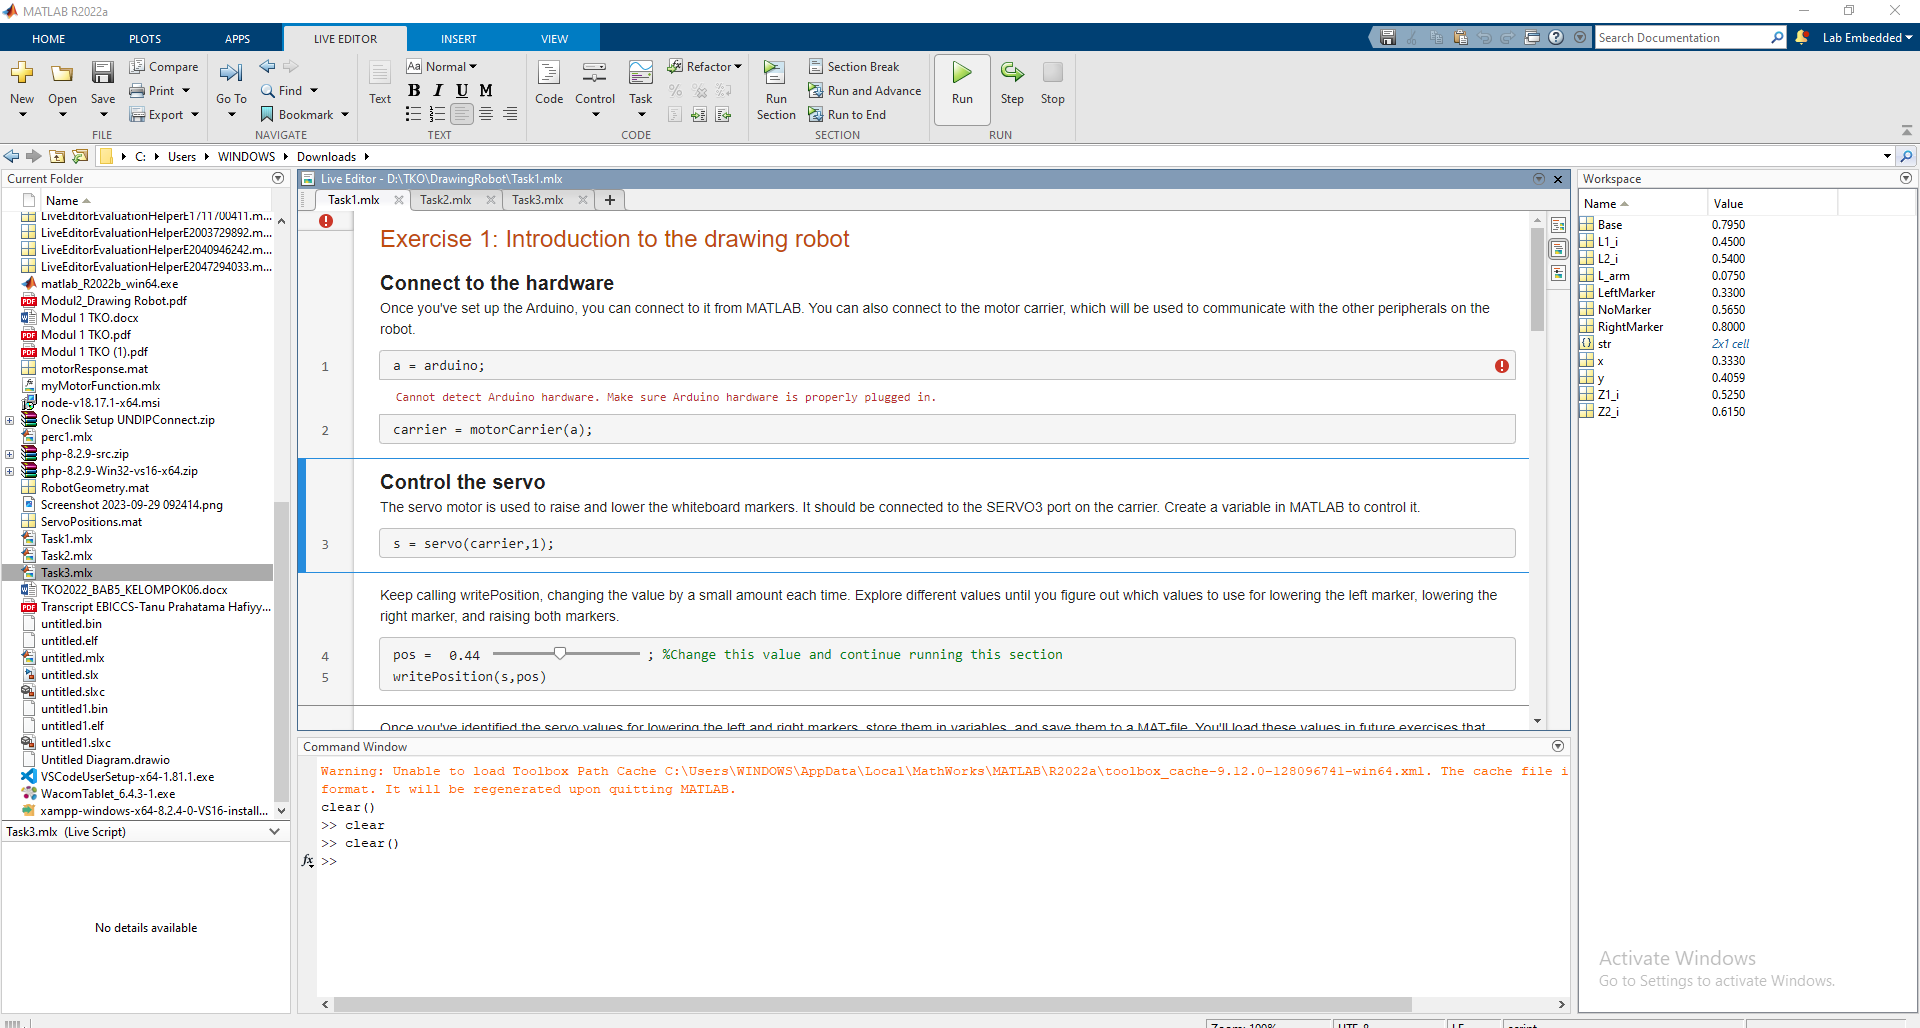 MATLAB R2022a
HOME PLOTS APPS LIVE EDITOR INSERT VIEW
Search Documentation
Lab Embedded
New
Open
Save
Compare
Print
Export
FILE
Go To
Find
Bookmark
NAVIGATE
Text
Normal
B I U M
TEXT
Code
Control
Task
Refactor
CODE
Run Section
Section Break
Run and Advance
Run to End
SECTION
Run
Step
Stop
RUN
C: Users WINDOWS Downloads
Current Folder
Name
LiveEditorEvaluationHelperE1711700411.m...
LiveEditorEvaluationHelperE2003729892.m...
LiveEditorEvaluationHelperE2040946242.m...
LiveEditorEvaluationHelperE2047294033.m...
matlab_R2022b_win64.exe
Modul2_Drawing Robot.pdf
Modul 1 TKO.docx
Modul 1 TKO.pdf
Modul 1 TKO (1).pdf
motorResponse.mat
myMotorFunction.mlx
node-v18.17.1-x64.msi
Oneclik Setup UNDIPConnect.zip
perc1.mlx
php-8.2.9-src.zip
php-8.2.9-Win32-vs16-x64.zip
RobotGeometry.mat
Screenshot 2023-09-29 092414.png
ServoPositions.mat
Task1.mlx
Task2.mlx
Task3.mlx
TKO2022_BAB5_KELOMPOK06.docx
Transcript EBICCS-Tanu Prahatama Hafiyy...
untitled.bin
untitled.elf
untitled.mlx
untitled.slx
untitled.slxc
untitled1.bin
untitled1.elf
untitled1.slxc
Untitled Diagram.drawio
VSCodeUserSetup-x64-1.81.1.exe
WacomTablet_6.4.3-1.exe
xampp-windows-x64-8.2.4-0-VS16-install...
Task3.mlx (Live Script)
No details available
Live Editor - D:\TKO\DrawingRobot\Task1.mlx
Task1.mlx Task2.mlx Task3.mlx +
Exercise 1: Introduction to the drawing robot
Connect to the hardware
Once you've set up the Arduino, you can connect to it from MATLAB. You can also connect to the motor carrier, which will be used to communicate with the other peripherals on the
robot.
1 a = arduino;
Cannot detect Arduino hardware. Make sure Arduino hardware is properly plugged in.
2 carrier = motorCarrier(a);
Control the servo
The servo motor is used to raise and lower the whiteboard markers. It should be connected to the SERVO3 port on the carrier. Create a variable in MATLAB to control it.
3 s = servo(carrier,1);
Keep calling writePosition, changing the value by a small amount each time. Explore different values until you figure out which values to use for lowering the left marker, lowering the
right marker, and raising both markers.
4 pos = 0.44 ; %Change this value and continue running this section
5 writePosition(s,pos)
Once you've identified the servo values for lowering the left and right markers, store them in variables, and save them to a MAT-file. You'll load these values in future exercises that
Command Window
Warning: Unable to load Toolbox Path Cache C:\Users\WINDOWS\AppData\Local\MathWorks\MATLAB\R2022a\toolbox_cache-9.12.0-128096741-win64.xml. The cache file i
format. It will be regenerated upon quitting MATLAB.
clear()
>> clear
>> clear()
fx >>
Workspace
Name Value
Base 0.7950
L1_i 0.4500
L2_i 0.5400
L_arm 0.0750
LeftMarker 0.3300
NoMarker 0.5650
RightMarker 0.8000
str 2x1 cell
x 0.3330
y 0.4059
Z1_i 0.5250
Z2_i 0.6150
Activate Windows
Go to Settings to activate Windows.
Zoom: 100% UTF-8 LF script